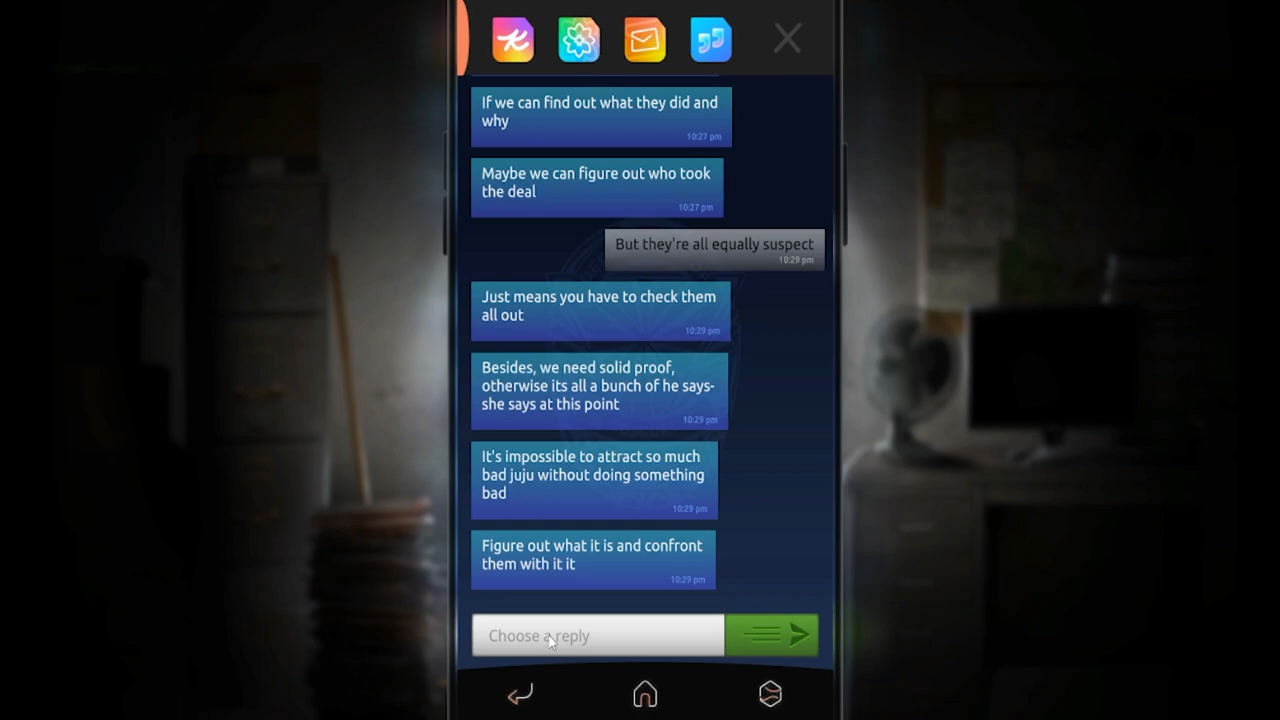 If we can find out what they did and
why
10:27 pm
Maybe we can figure out who took
the deal
10:27 pm
But they're all equally suspect
10:29 pm
Just means you have to check them
all out
10:29 pm
Besides, we need solid proof,
otherwise its all a bunch of he says-
she says at this point
10:29 pm
It's impossible to attract so much
bad juju without doing something
bad
10:29 pm
Figure out what it is and confront
them with it it
10:29 pm
Choose a reply